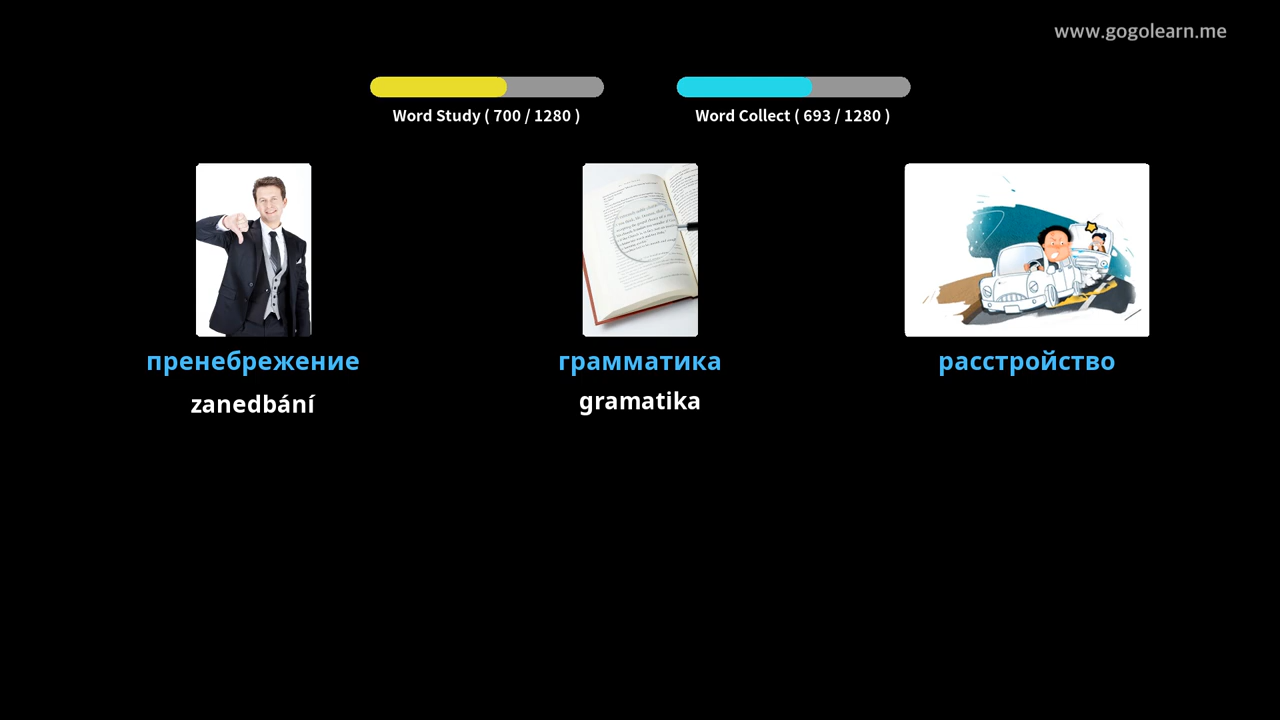 www.gogolearn.me
Word Study ( 700 / 1280 )
Word Collect ( 693 / 1280 )
пренебрежение
грамматика
расстройство
zanedbání
gramatika